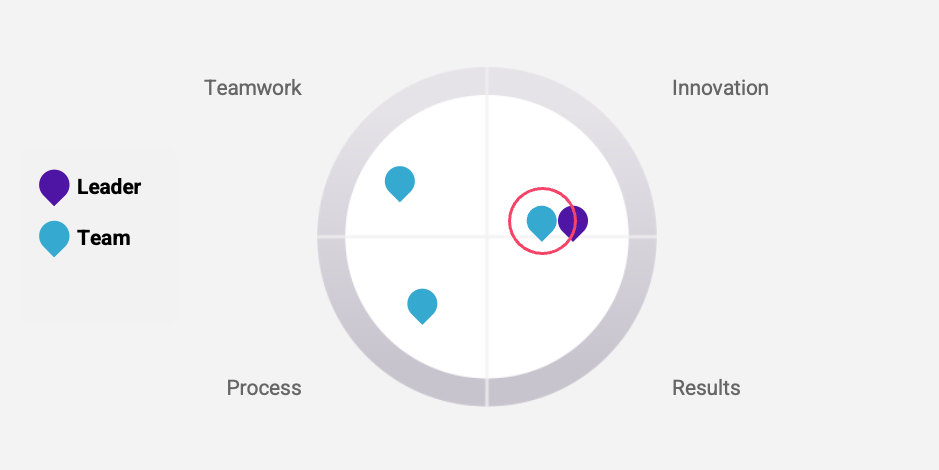 Teamwork
Innovation
Leader
Team
Process
Results